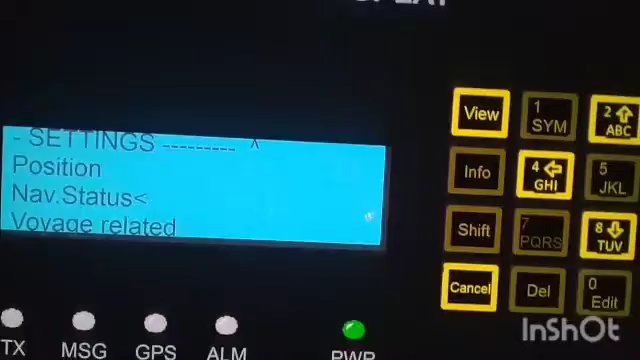 - SETTINGS --------- ^
Position
Nav.Status<
Voyage related
View
1
SYM
2
ABC
Info
4
GHI
5
JKL
Shift
7
PQRS
8
TUV
Cancel
Del
0
Edit
TX
MSG
GPS
ALM
PWR
InShOt